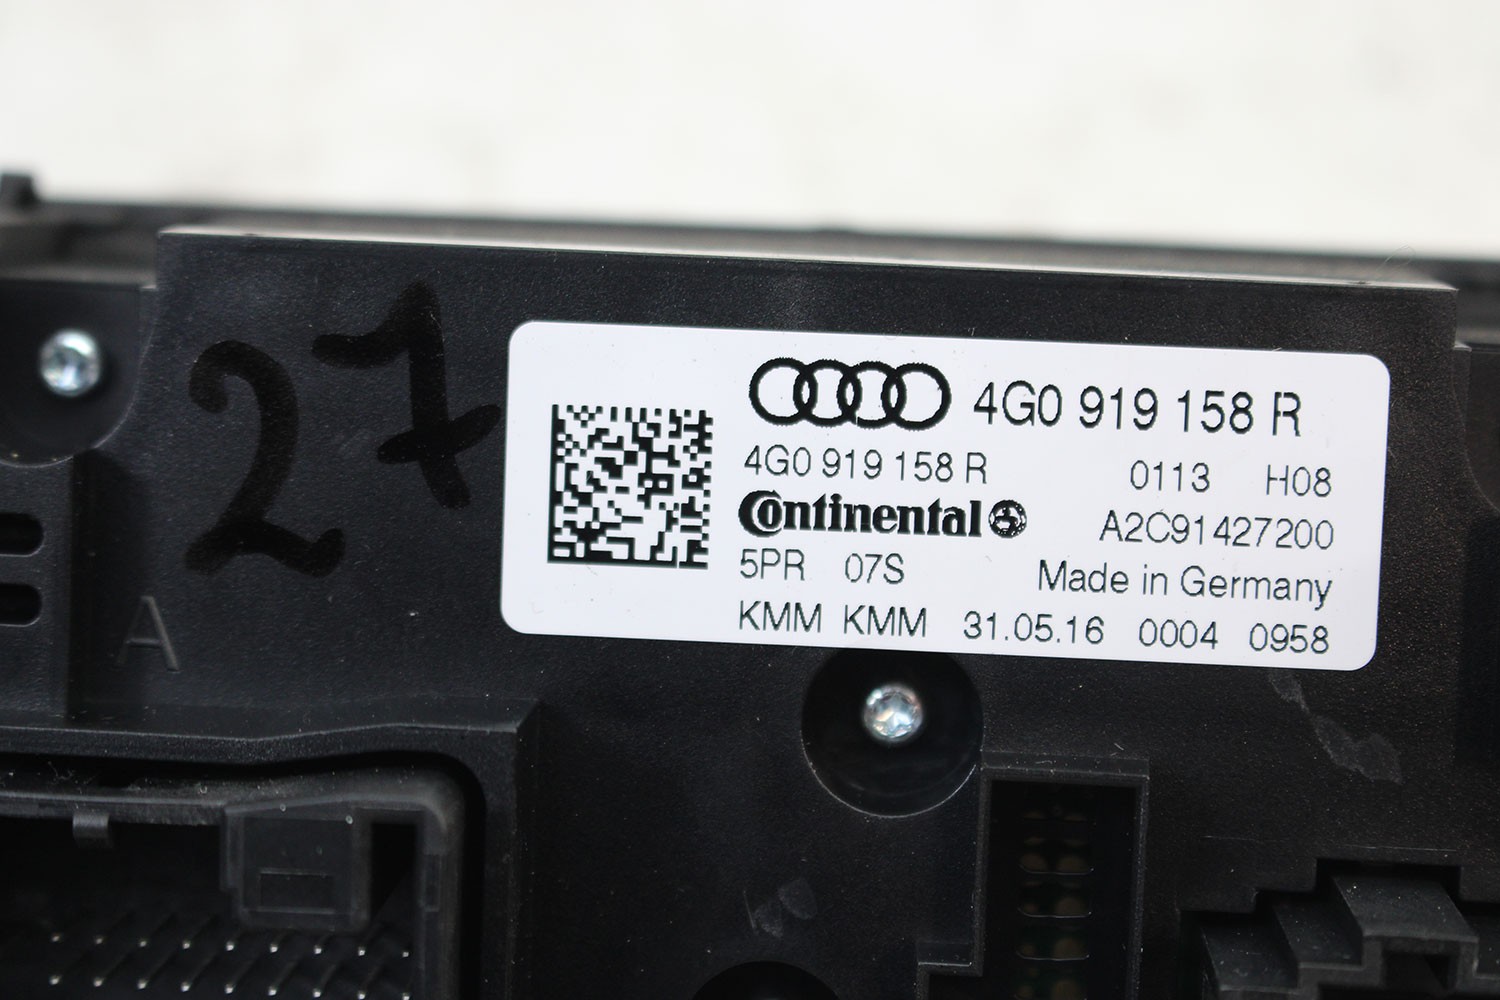 27
4G0 919 158 R
4G0 919 158 R 0113 H08
Continental A2C91427200
5PR 07S Made in Germany
KMM KMM 31.05.16 0004 0958
A